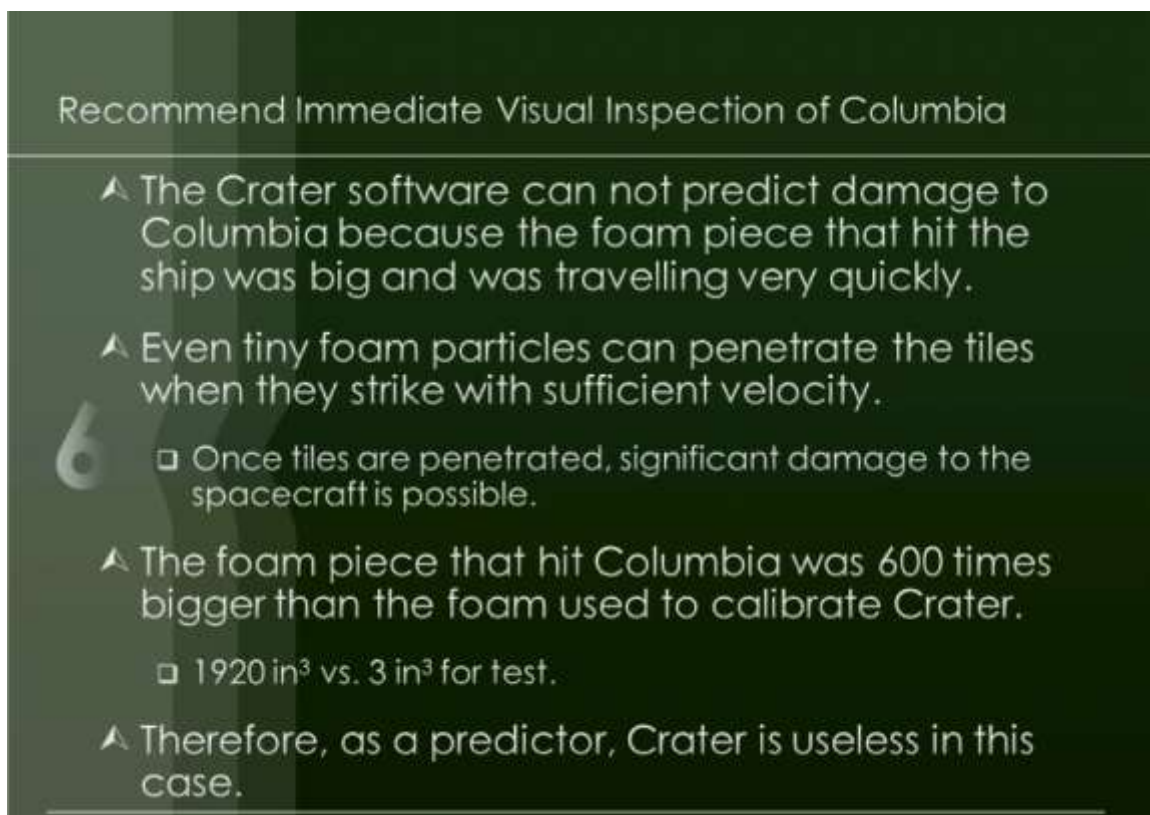 Recommend Immediate Visual Inspection of Columbia
The Crater software can not predict damage to
Columbia because the foam piece that hit the
ship was big and was travelling very quickly.
Even tiny foam particles can penetrate the tiles
when they strike with sufficient velocity.
6
❑ Once tiles are penetrated, significant damage to the
spacecraft is possible.
The foam piece that hit Columbia was 600 times
bigger than the foam used to calibrate Crater.
❑ 1920 in³ vs. 3 in³ for test.
Therefore, as a predictor, Crater is useless in this
case.